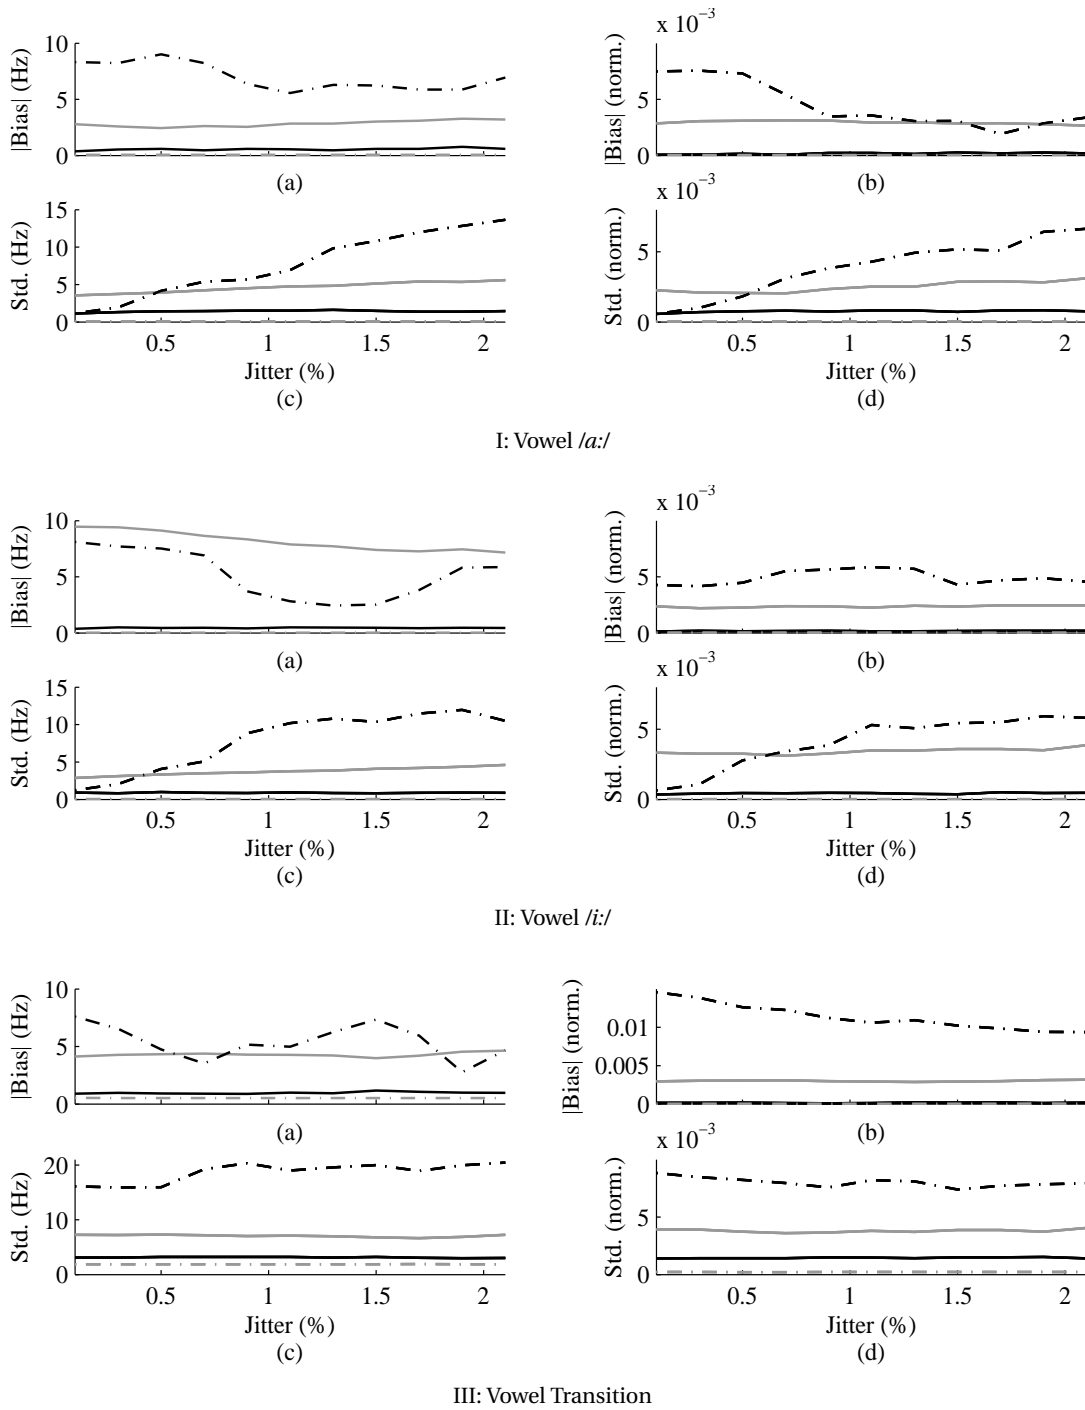 x 10⁻³
10
5
0
|Bias| (Hz)
(a)
5
0
|Bias| (norm.)
(b)
x 10⁻³
15
10
5
0
Std. (Hz)
0.5
1
1.5
2
Jitter (%)
(c)
5
0
Std. (norm.)
0.5
1
1.5
2
Jitter (%)
(d)
I: Vowel /a:/
x 10⁻³
10
5
0
|Bias| (Hz)
(a)
5
0
|Bias| (norm.)
(b)
x 10⁻³
15
10
5
0
Std. (Hz)
0.5
1
1.5
2
Jitter (%)
(c)
5
0
Std. (norm.)
0.5
1
1.5
2
Jitter (%)
(d)
II: Vowel /i:/
10
5
0
|Bias| (Hz)
(a)
0.01
0.005
0
|Bias| (norm.)
(b)
x 10⁻³
20
10
0
Std. (Hz)
0.5
1
1.5
2
Jitter (%)
(c)
5
0
Std. (norm.)
0.5
1
1.5
2
Jitter (%)
(d)
III: Vowel Transition